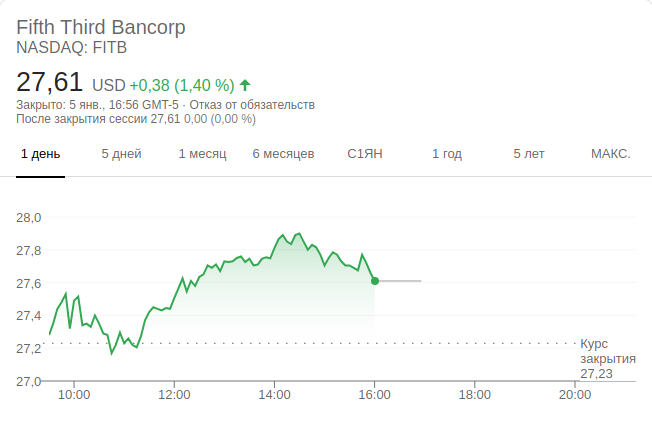 Fifth Third Bancorp
NASDAQ: FITB
27,61 USD +0,38 (1,40 %)
Закрыто: 5 янв., 16:56 GMT-5 · Отказ от обязательств
После закрытия сессии 27,61 0,00 (0,00 %)
1 день 5 дней 1 месяц 6 месяцев С1ЯН 1 год 5 лет МАКС.
28,0
27,8
27,6
27,4
27,2
Курс
закрытия
27,23
27,0
10:00 12:00 14:00 16:00 18:00 20:00